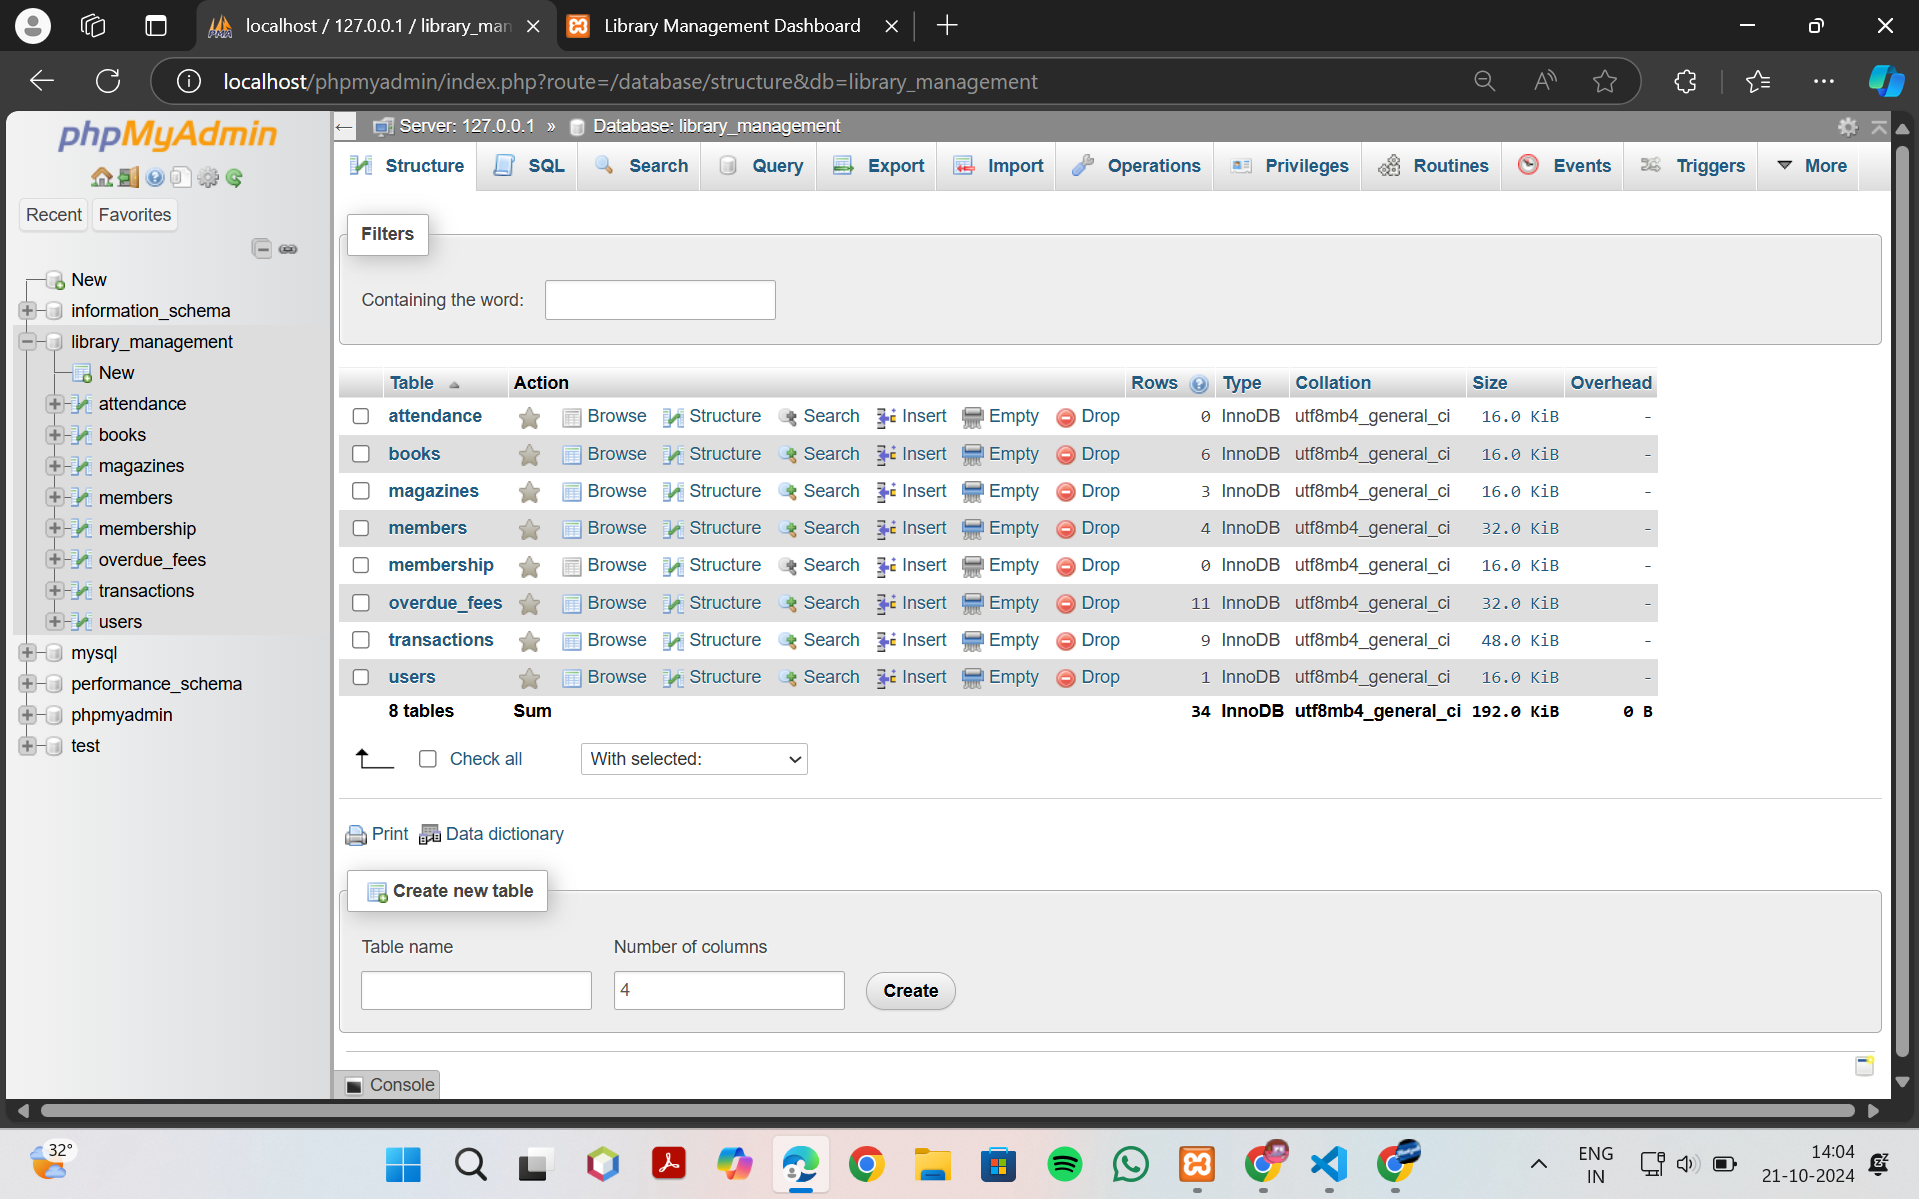 localhost / 127.0.0.1 / library_man
Library Management Dashboard
localhost/phpmyadmin/index.php?route=/database/structure&db=library_management
phpMyAdmin
Recent Favorites
New
information_schema
library_management
New
attendance
books
magazines
members
membership
overdue_fees
transactions
users
mysql
performance_schema
phpmyadmin
test
Server: 127.0.0.1 » Database: library_management
Structure SQL Search Query Export Import Operations Privileges Routines Events Triggers More
Filters
Containing the word:
Table Action Rows Type Collation Size Overhead
attendance Browse Structure Search Insert Empty Drop 0 InnoDB utf8mb4_general_ci 16.0 KiB -
books Browse Structure Search Insert Empty Drop 6 InnoDB utf8mb4_general_ci 16.0 KiB -
magazines Browse Structure Search Insert Empty Drop 3 InnoDB utf8mb4_general_ci 16.0 KiB -
members Browse Structure Search Insert Empty Drop 4 InnoDB utf8mb4_general_ci 32.0 KiB -
membership Browse Structure Search Insert Empty Drop 0 InnoDB utf8mb4_general_ci 16.0 KiB -
overdue_fees Browse Structure Search Insert Empty Drop 11 InnoDB utf8mb4_general_ci 32.0 KiB -
transactions Browse Structure Search Insert Empty Drop 9 InnoDB utf8mb4_general_ci 48.0 KiB -
users Browse Structure Search Insert Empty Drop 1 InnoDB utf8mb4_general_ci 16.0 KiB -
8 tables Sum 34 InnoDB utf8mb4_general_ci 192.0 KiB 0 B
Check all With selected:
Print Data dictionary
Create new table
Table name Number of columns
4 Create
Console
32°
ENG
IN
14:04
21-10-2024